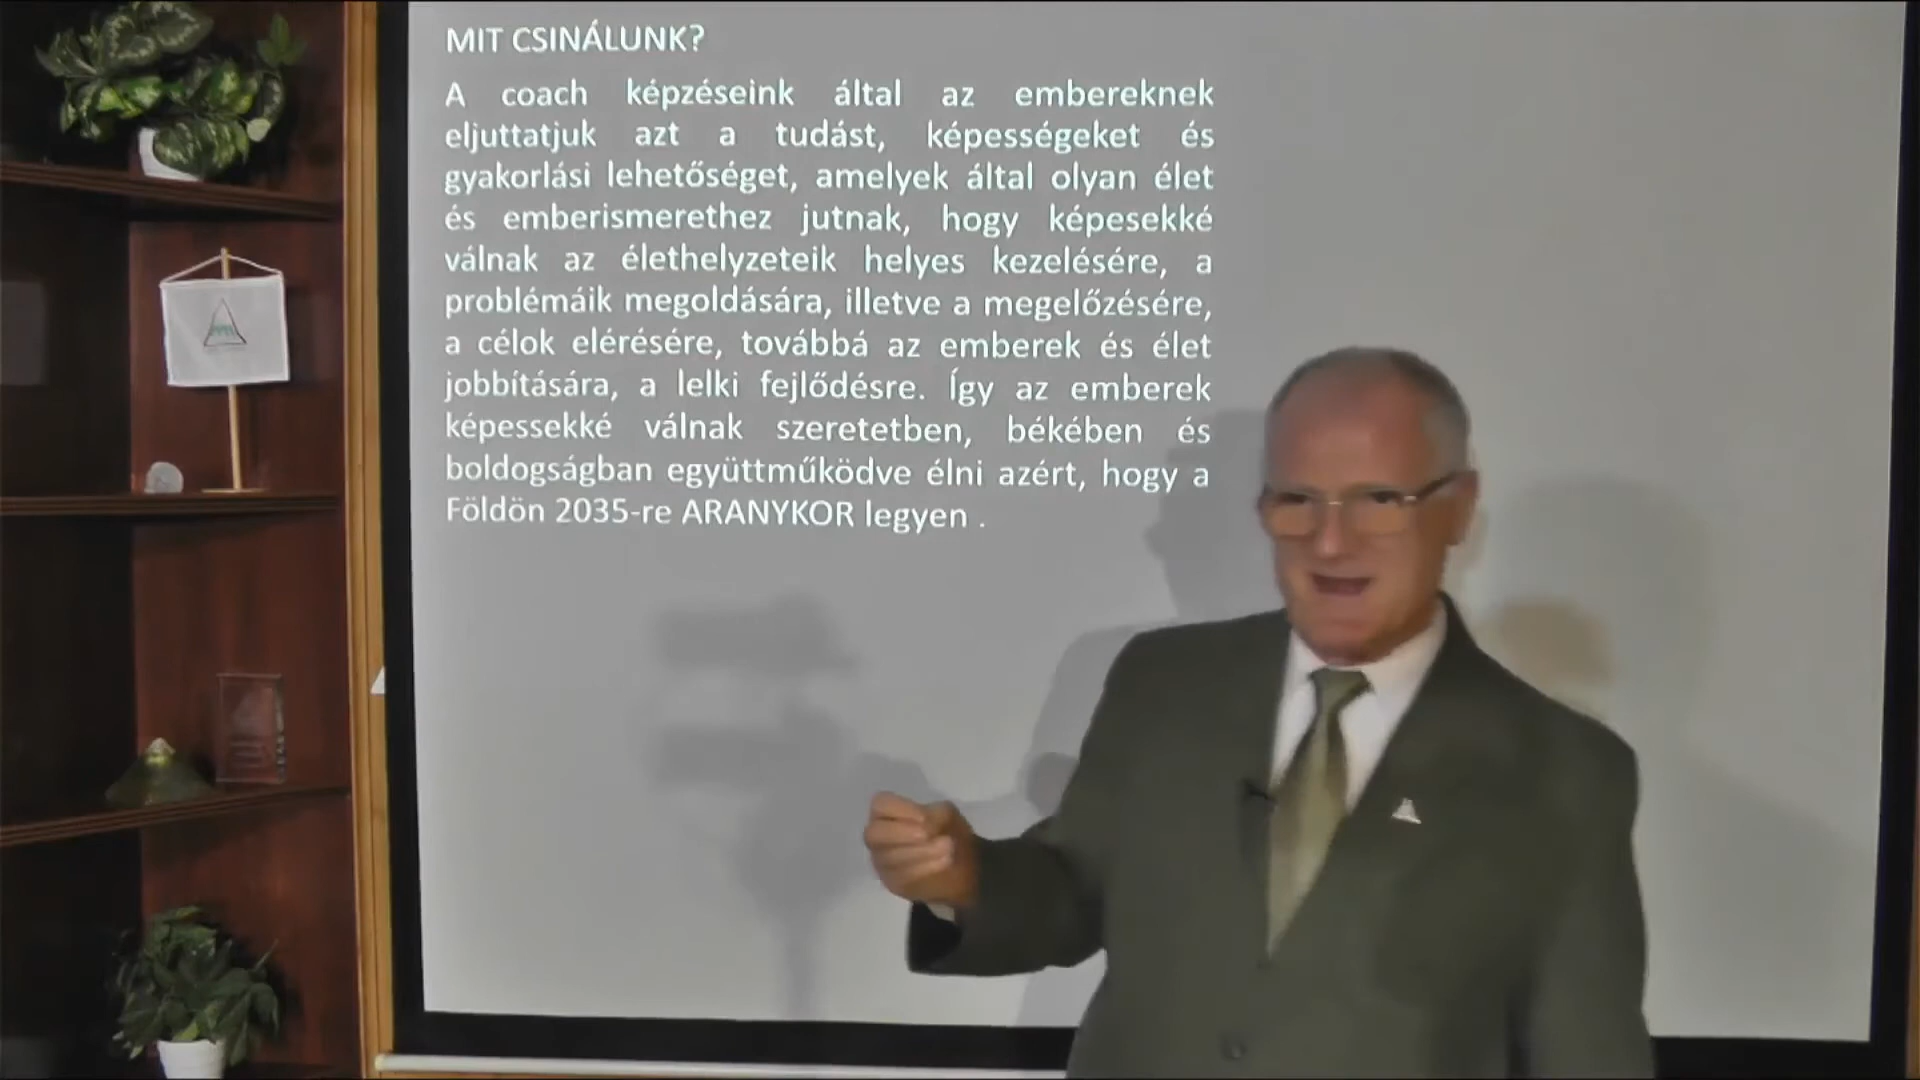 MIT CSINÁLUNK?
A coach képzéseink által az embereknek
eljuttatjuk azt a tudást, képességeket és
gyakorlási lehetőséget, amelyek által olyan élet
és emberismerethez jutnak, hogy képesekké
válnak az élethelyzeteik helyes kezelésére, a
problémáik megoldására, illetve a megelőzésére,
a célok elérésére, továbbá az emberek és élet
jobbítására, a lelki fejlődésre. Így az emberek
képessekké válnak szeretetben, békében és
boldogságban együttműködve élni azért, hogy a
Földön 2035-re ARANYKOR legyen .